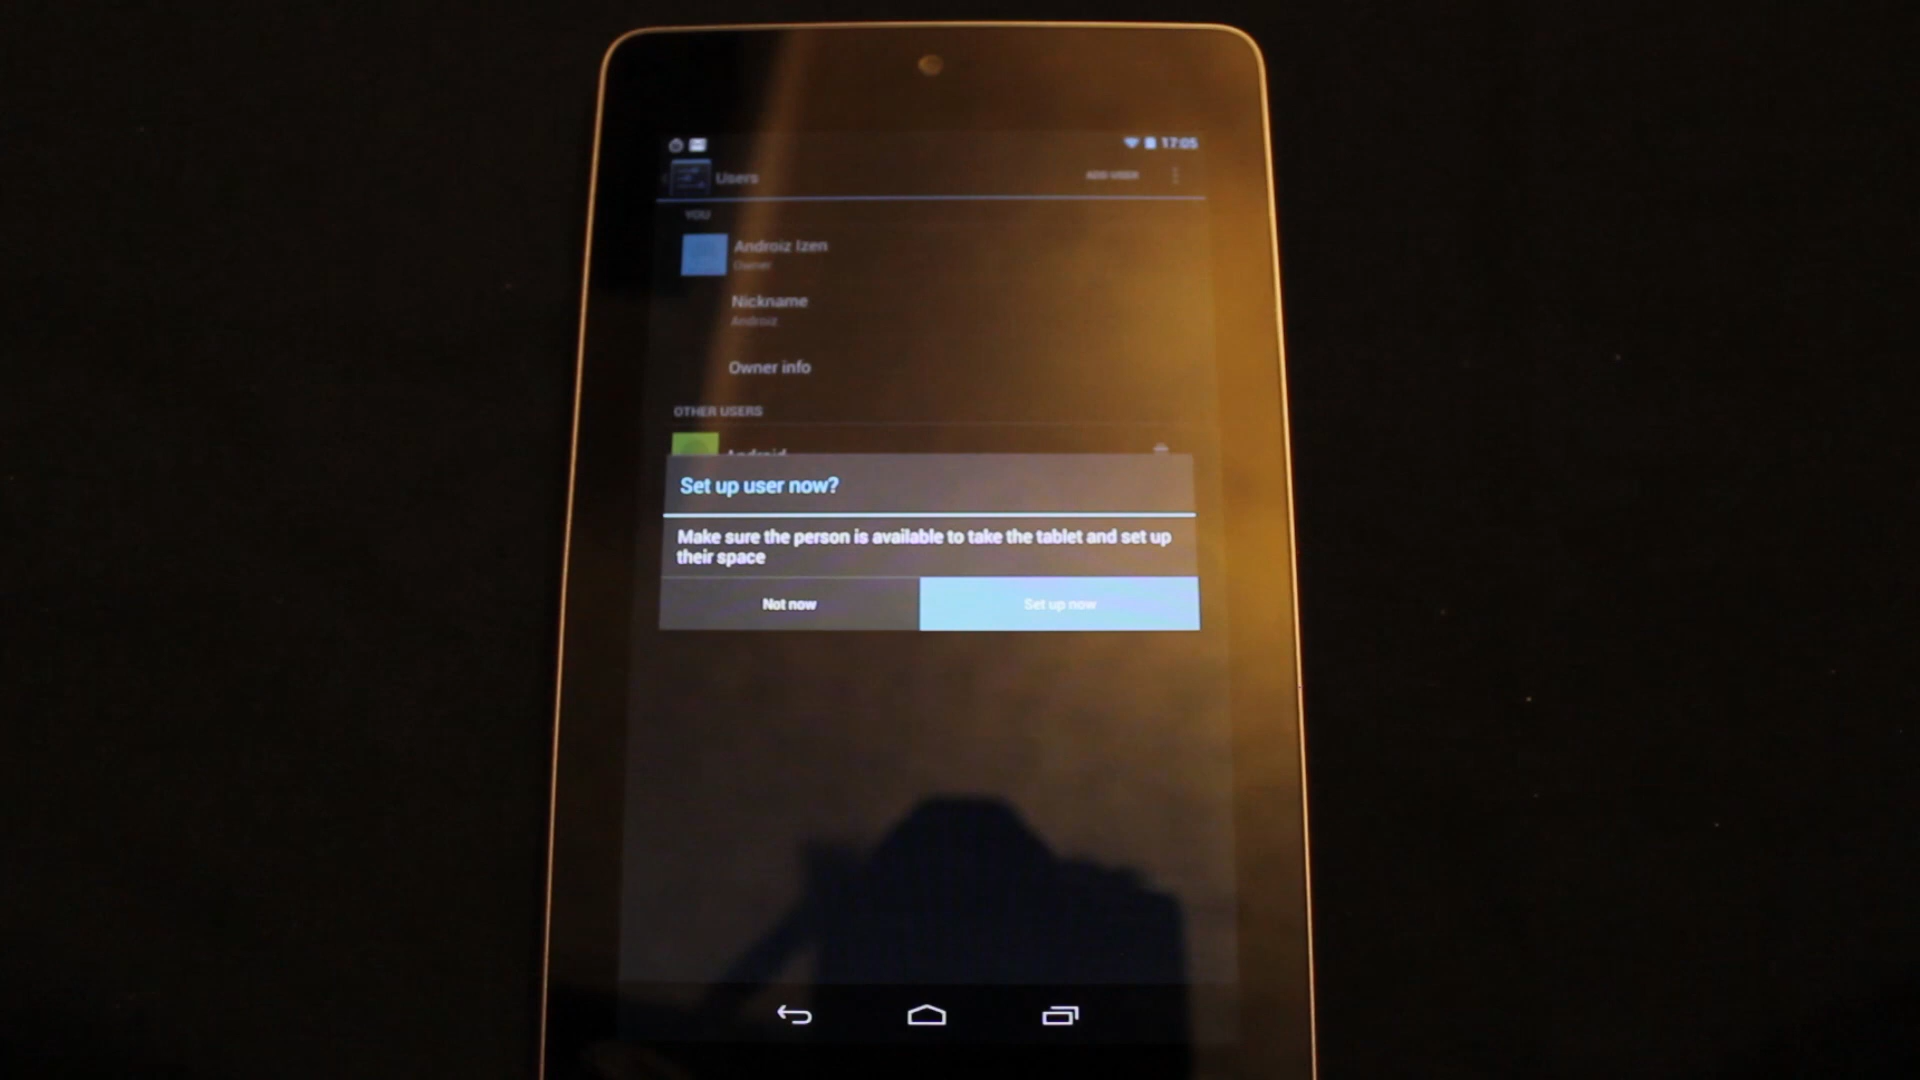 17:05
Users
ADD USER
YOU
Androiz Izen
Owner
Nickname
Androiz
Owner info
OTHER USERS
Android
Set up user now?
Make sure the person is available to take the tablet and set up
their space
Not now
Set up now